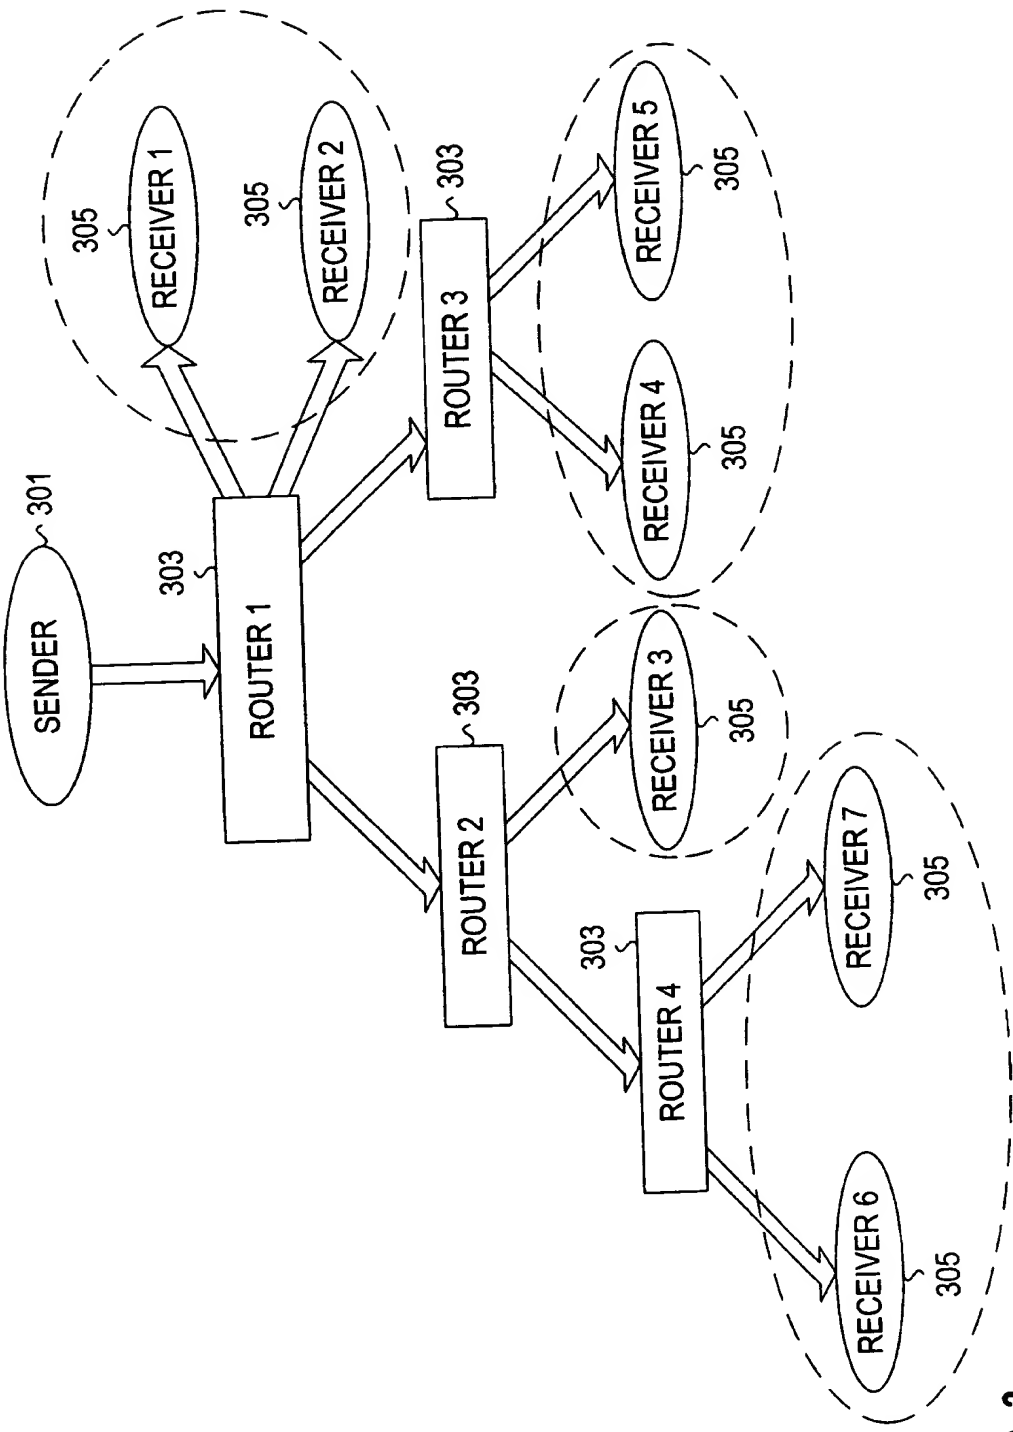 SENDER
301
303
ROUTER 1
305
RECEIVER 1
305
RECEIVER 2
303
ROUTER 2
303
ROUTER 3
RECEIVER 3
305
RECEIVER 4
305
RECEIVER 5
305
303
ROUTER 4
RECEIVER 6
305
RECEIVER 7
305